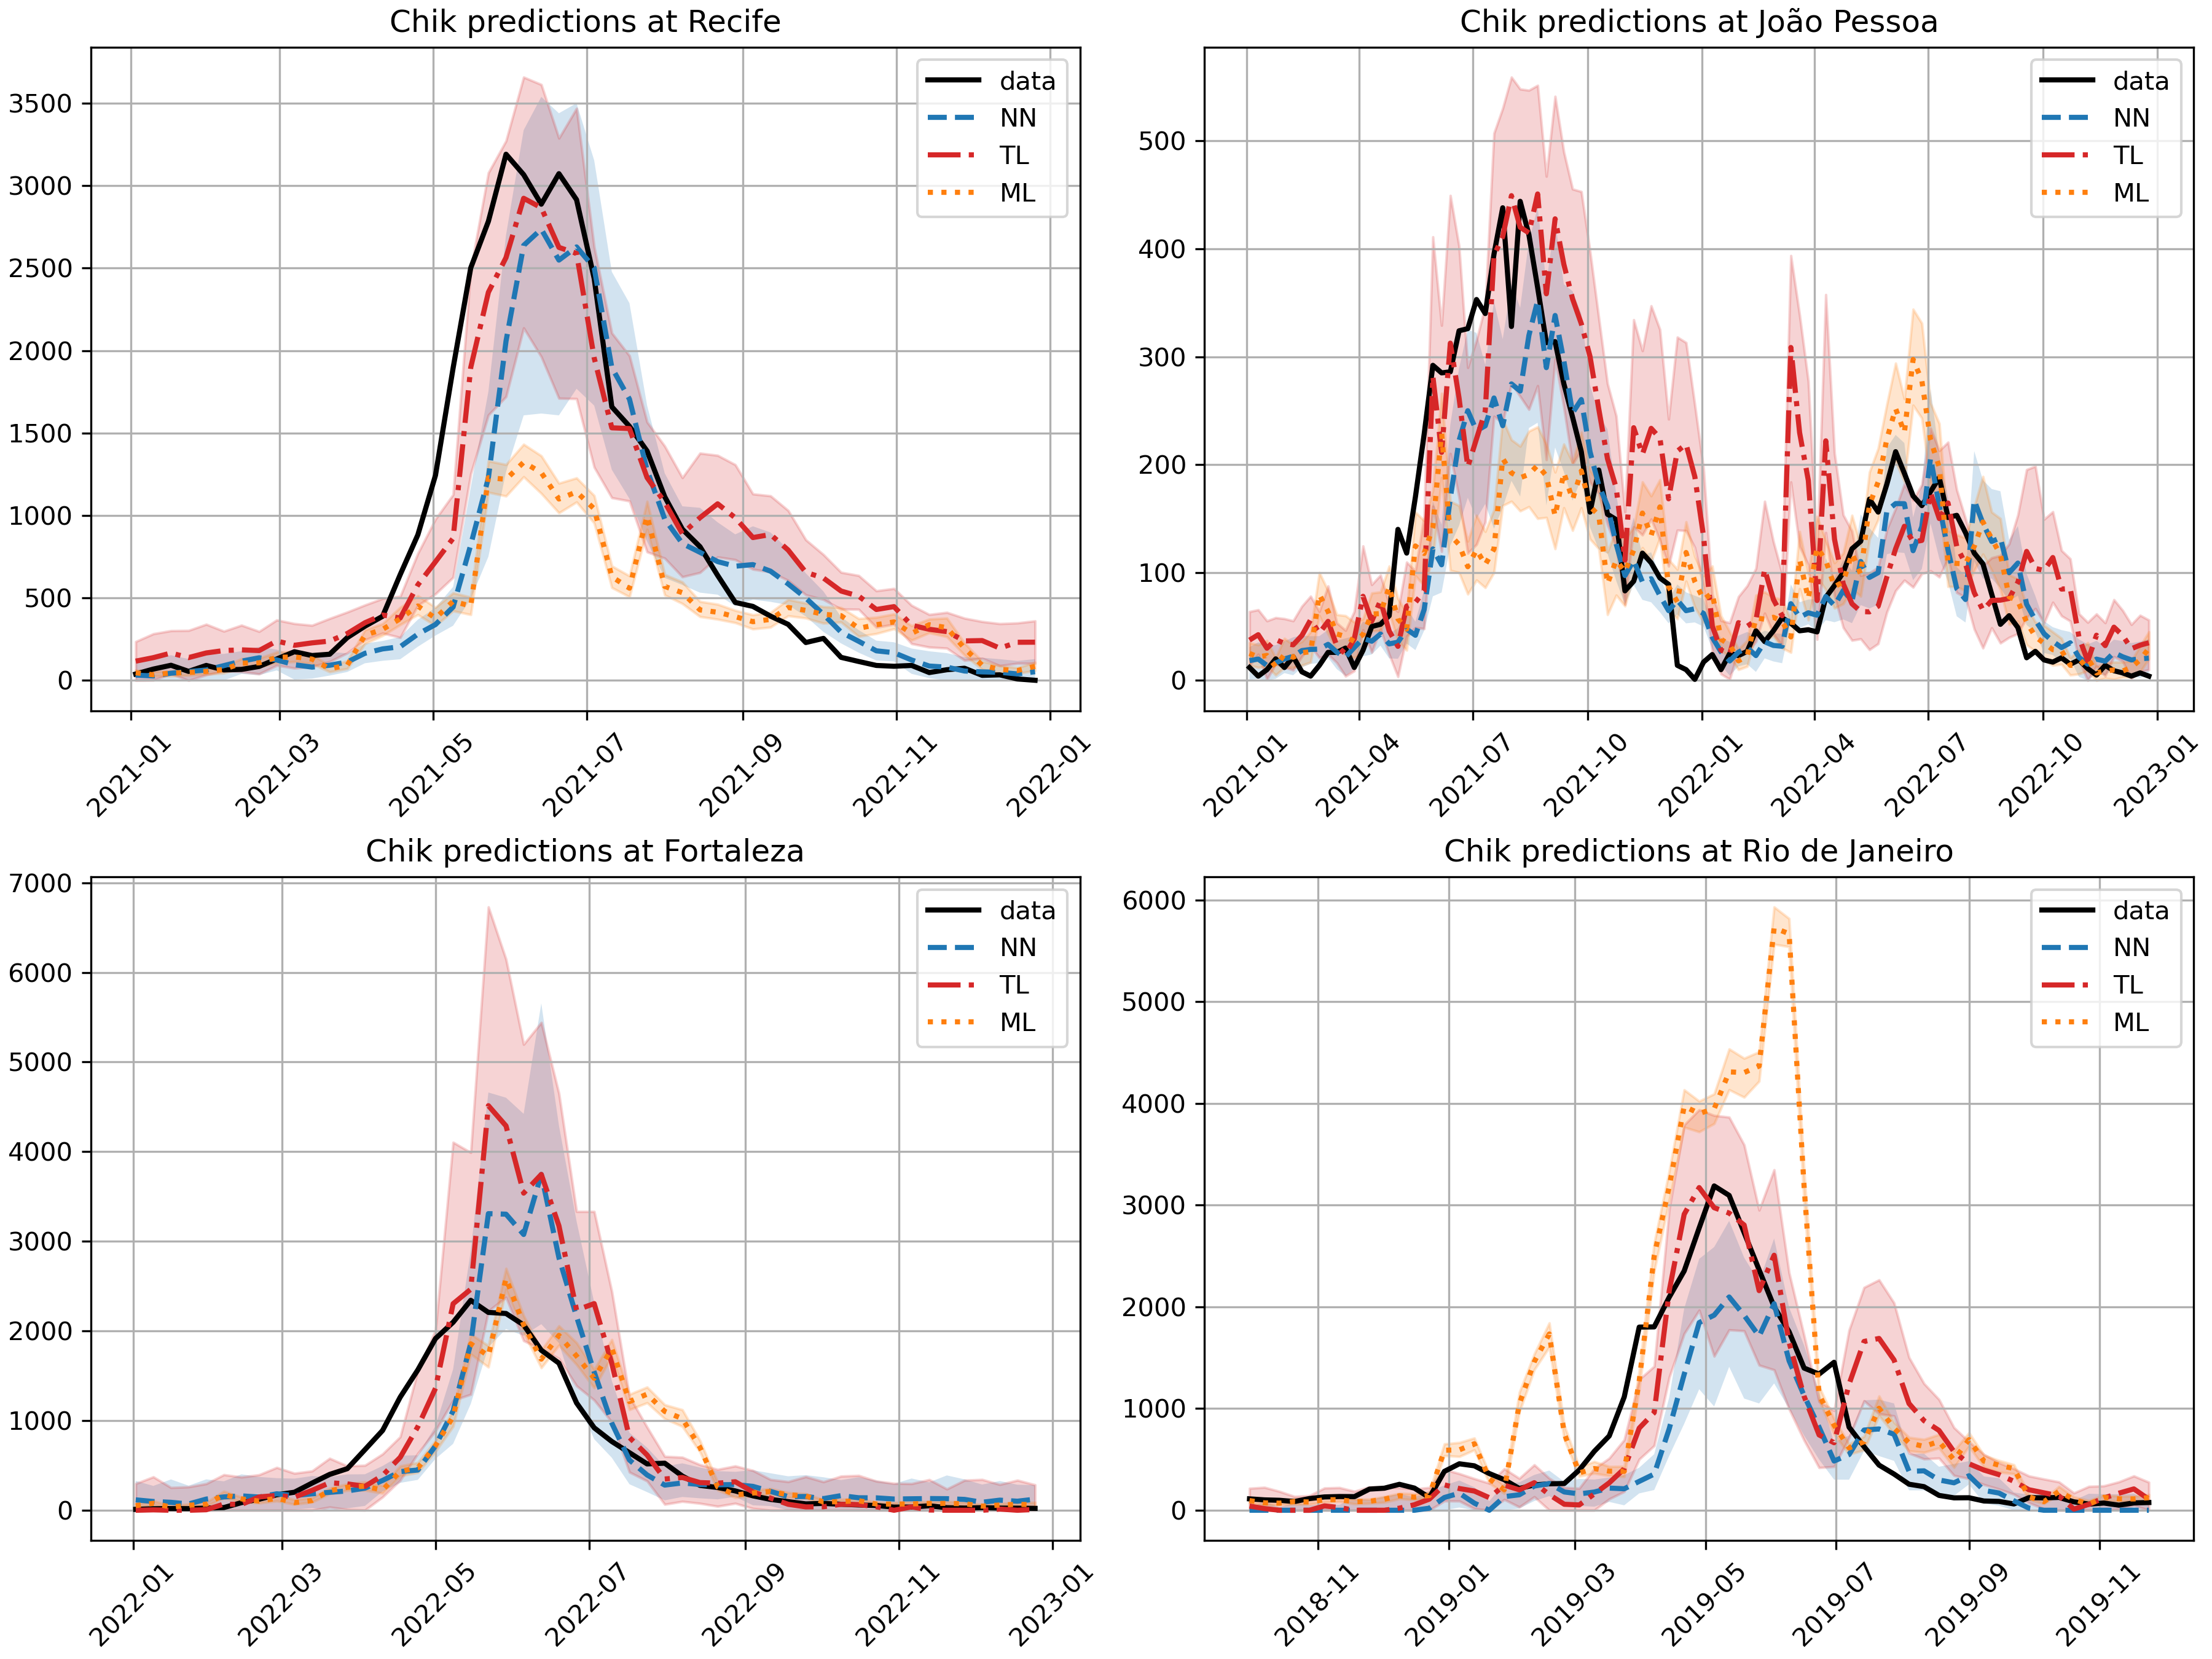 Chik predictions at Recife
3500
3000
2500
2000
1500
1000
500
0
2021-01
2021-03
2021-05
2021-07
2021-09
2021-11
2022-01
data
NN
TL
ML
Chik predictions at João Pessoa
500
400
300
200
100
0
2021-01
2021-04
2021-07
2021-10
2022-01
2022-04
2022-07
2022-10
2023-01
data
NN
TL
ML
Chik predictions at Fortaleza
7000
6000
5000
4000
3000
2000
1000
0
2022-01
2022-03
2022-05
2022-07
2022-09
2022-11
2023-01
data
NN
TL
ML
Chik predictions at Rio de Janeiro
6000
5000
4000
3000
2000
1000
0
2018-11
2019-01
2019-03
2019-05
2019-07
2019-09
2019-11
data
NN
TL
ML